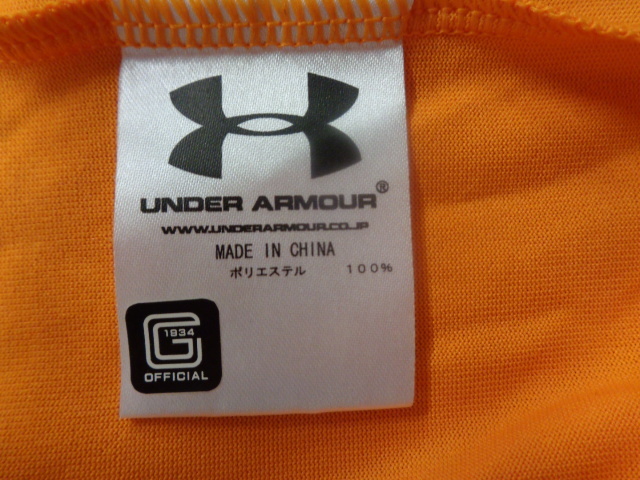 UNDER ARMOUR®
WWW.UNDERARMOUR.CO.JP
MADE IN CHINA
ポリエステル 100%
G
1934
OFFICIAL